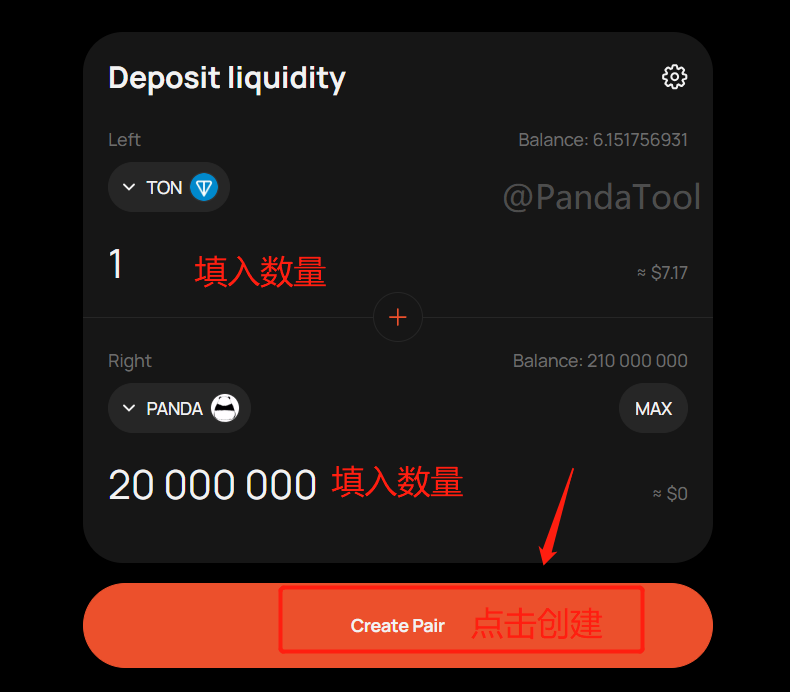 Deposit liquidity
Left Balance: 6.151756931
TON
@PandaTool
1 填入数量 ≈ $7.17
Right Balance: 210 000 000
PANDA MAX
20 000 000 填入数量 ≈ $0
Create Pair 点击创建